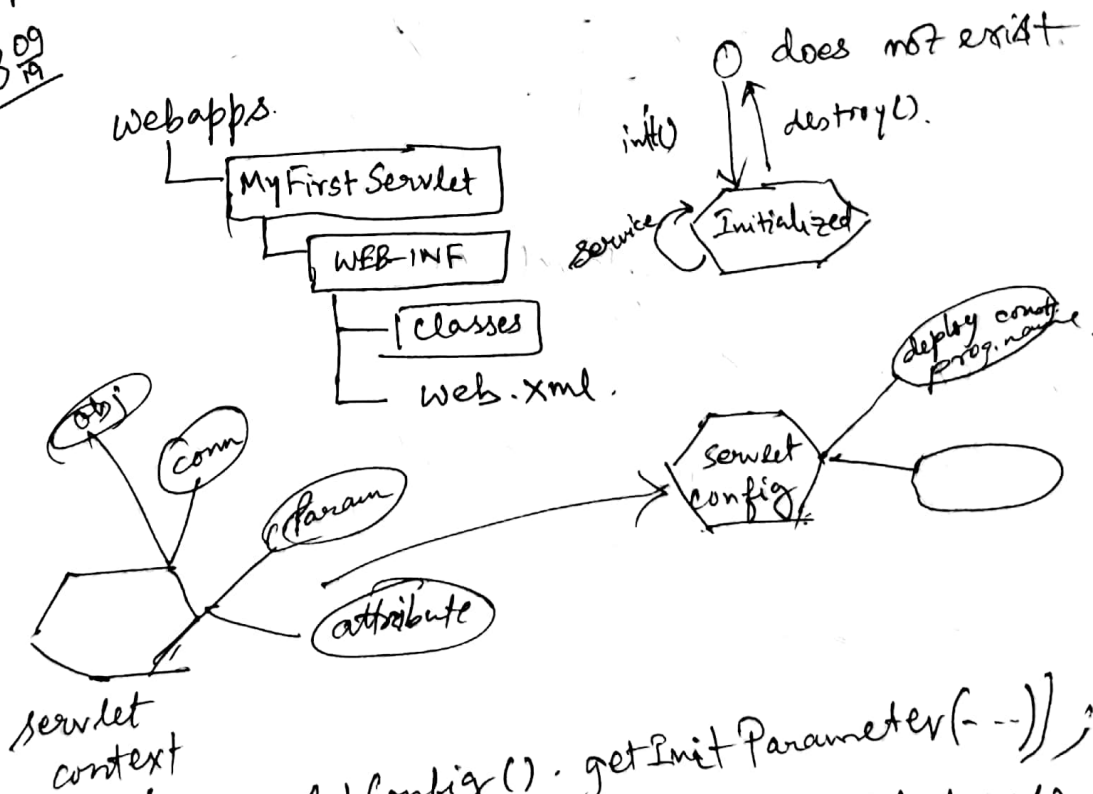 09
19
webapps.
MyFirst Servlet
WEB-INF
classes
web.xml.
does not exist.
init()
destroy().
Initialized
service
deploy const.
prog. name
obj
conn
Param
attribute
servlet
config
servlet
context
Config() . getInit Parameter(- --)) ;